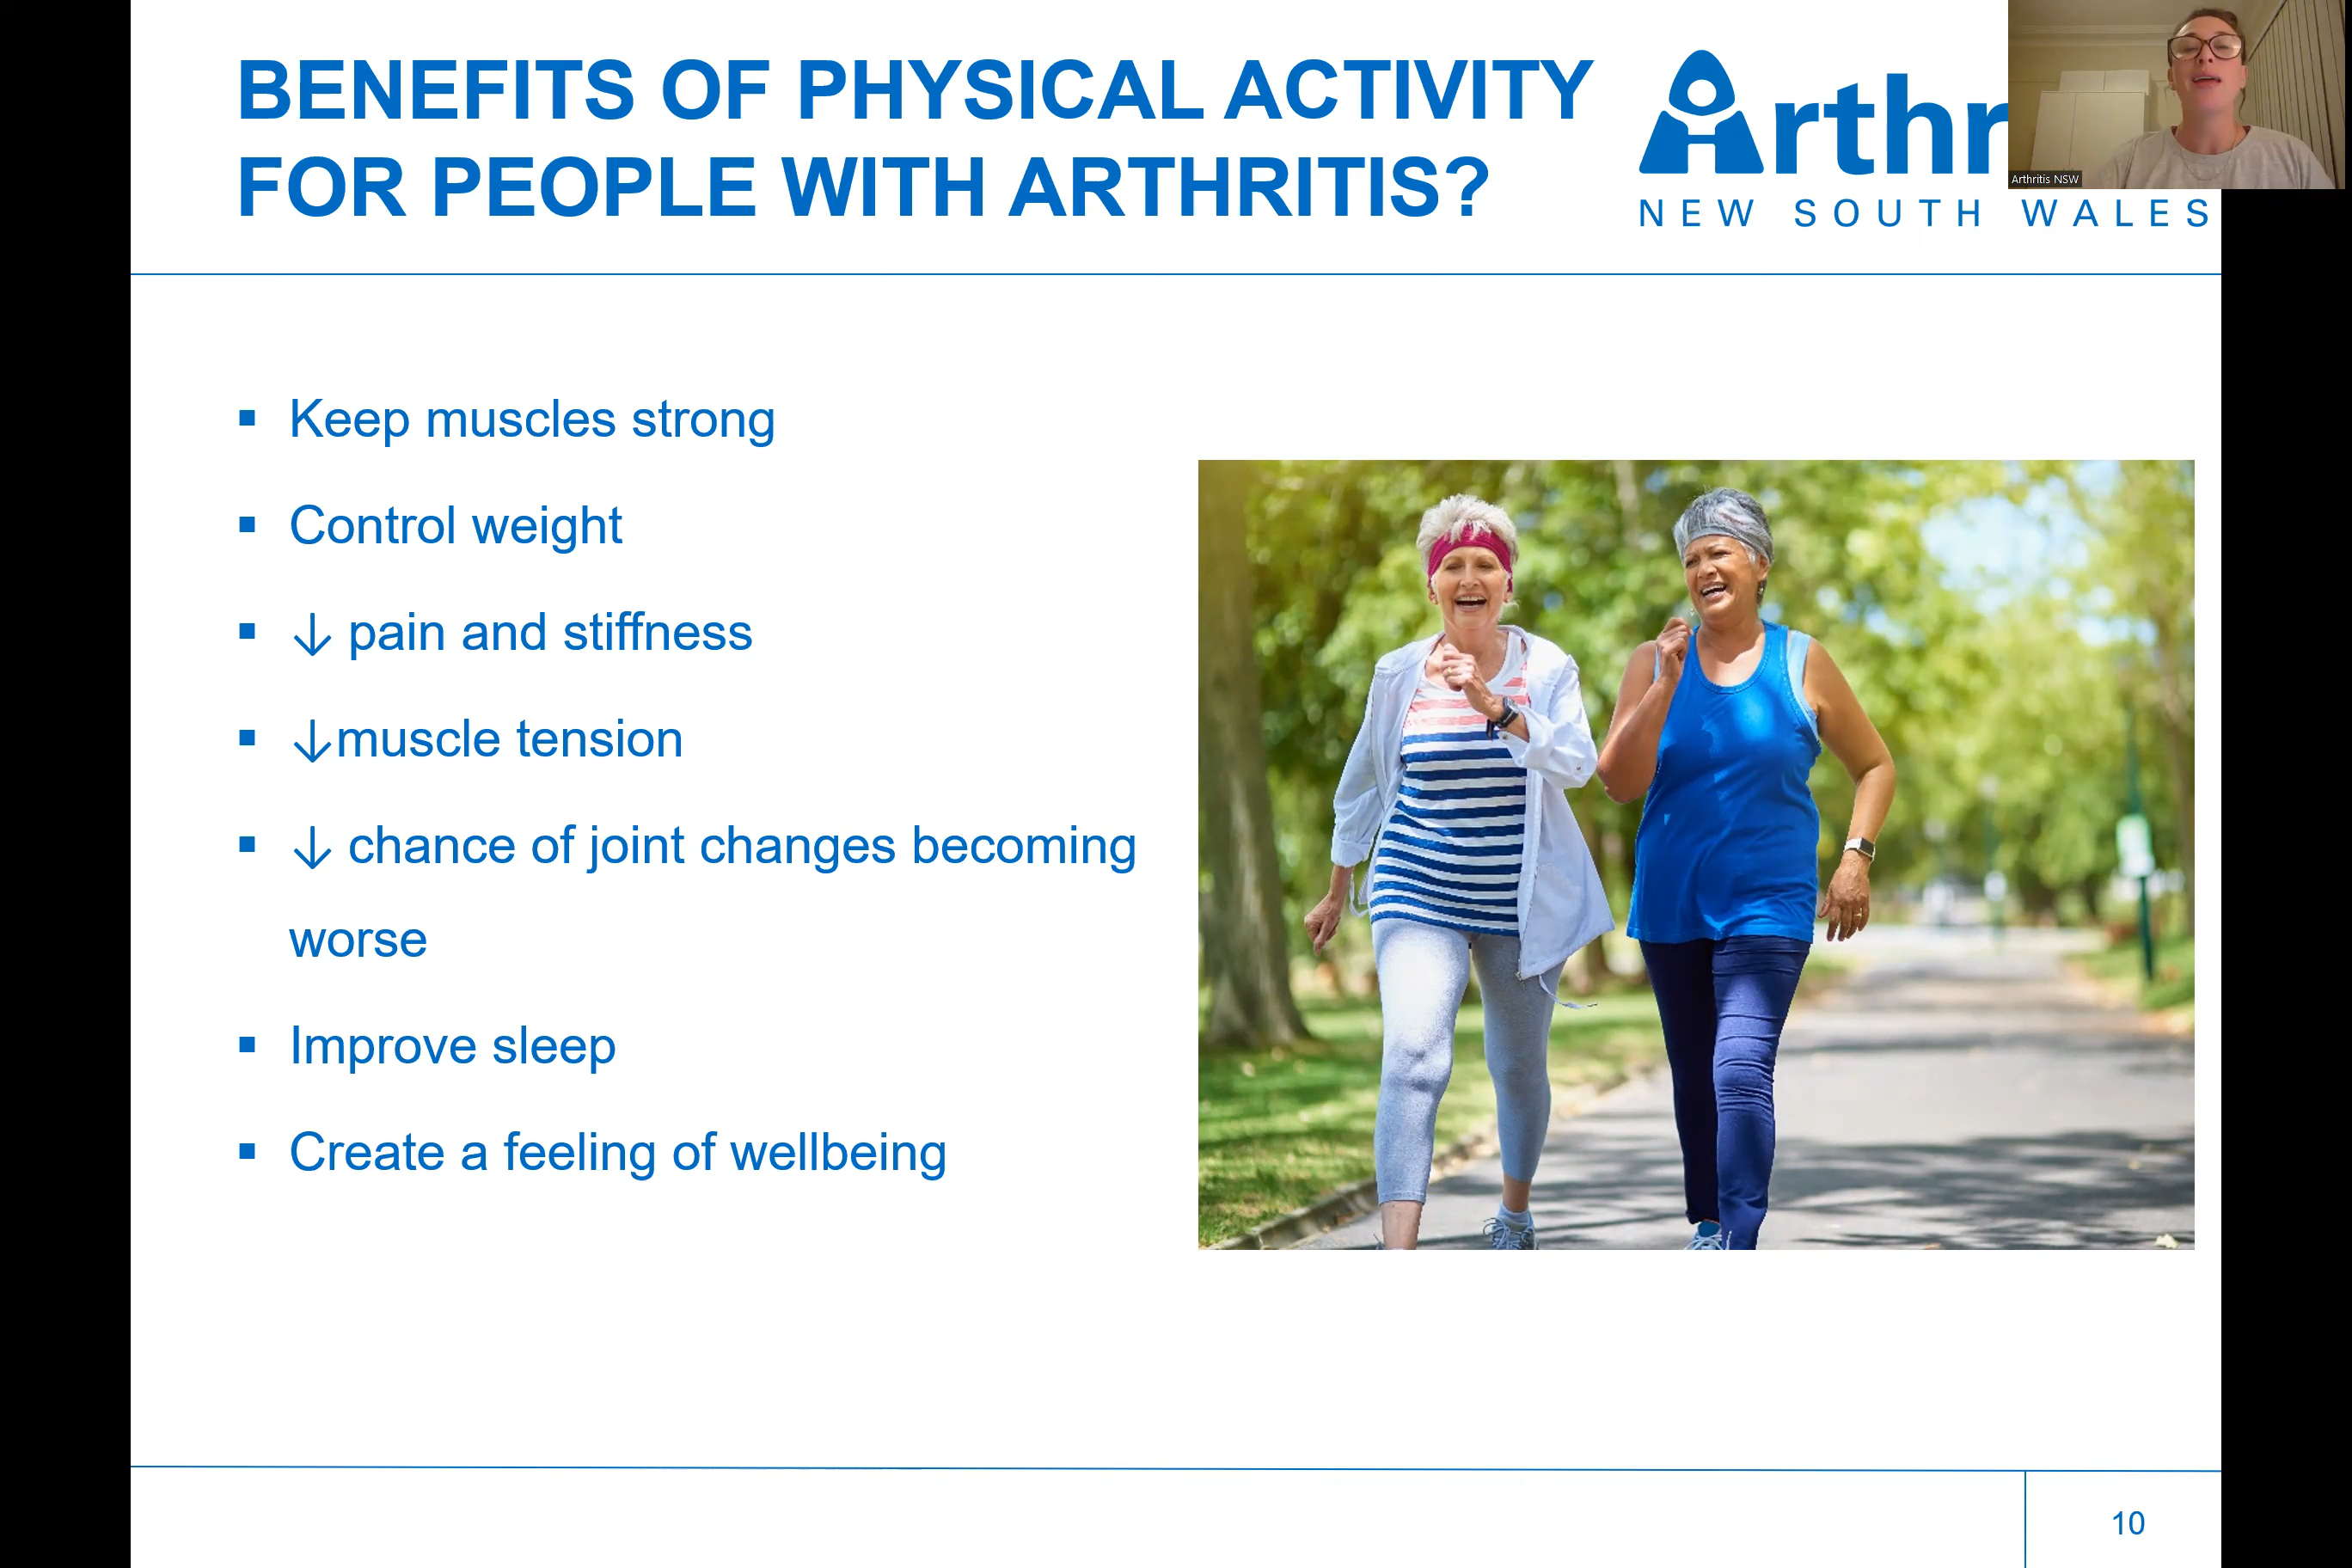 BENEFITS OF PHYSICAL ACTIVITY
FOR PEOPLE WITH ARTHRITIS?
Arthr
NEW SOUTH WALES
Arthritis NSW
▪ Keep muscles strong
▪ Control weight
▪ ↓ pain and stiffness
▪ ↓muscle tension
▪ ↓ chance of joint changes becoming
worse
▪ Improve sleep
▪ Create a feeling of wellbeing
10